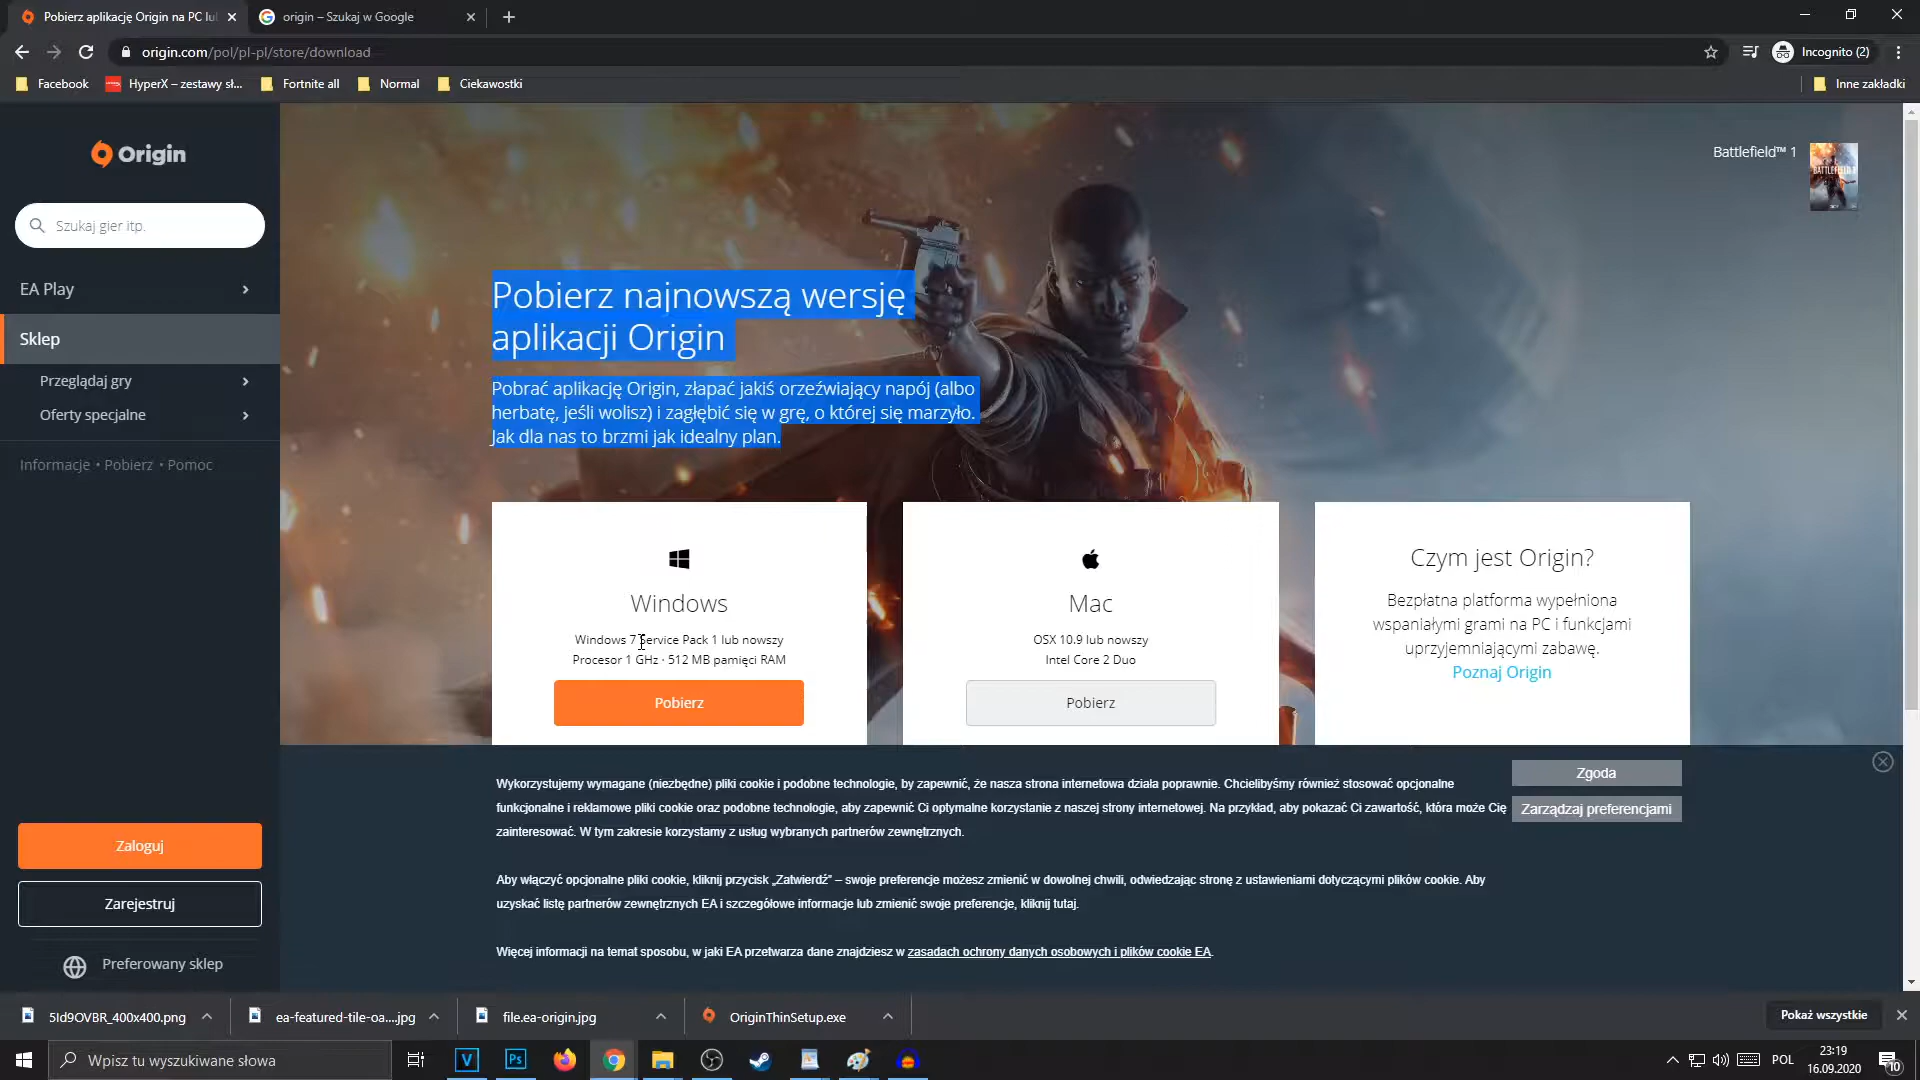 Pobierz aplikację Origin na PC lu
origin – Szukaj w Google
origin.com/pol/pl-pl/store/download
Incognito (2)
Facebook
HyperX – zestawy sł...
Fortnite all
Normal
Ciekawostki
Inne zakładki
Origin
Battlefield™ 1
Szukaj gier itp.
EA Play
Sklep
Przeglądaj gry
Oferty specjalne
Informacje • Pobierz • Pomoc
Pobierz najnowszą wersję
aplikacji Origin
Pobrać aplikację Origin, złapać jakiś orzeźwiający napój (albo
herbatę, jeśli wolisz) i zagłębić się w grę, o której się marzyło.
Jak dla nas to brzmi jak idealny plan.
Windows
Windows 7 Service Pack 1 lub nowszy
Procesor 1 GHz · 512 MB pamięci RAM
Pobierz
Mac
OSX 10.9 lub nowszy
Intel Core 2 Duo
Pobierz
Czym jest Origin?
Bezpłatna platforma wypełniona
wspaniałymi grami na PC i funkcjami
uprzyjemniającymi zabawę.
Poznaj Origin
Wykorzystujemy wymagane (niezbędne) pliki cookie i podobne technologie, by zapewnić, że nasza strona internetowa działa poprawnie. Chcielibyśmy również stosować opcjonalne
funkcjonalne i reklamowe pliki cookie oraz podobne technologie, aby zapewnić Ci optymalne korzystanie z naszej strony internetowej. Na przykład, aby pokazać Ci zawartość, która może Cię
zainteresować. W tym zakresie korzystamy z usług wybranych partnerów zewnętrznych.
Aby włączyć opcjonalne pliki cookie, kliknij przycisk „Zatwierdź” – swoje preferencje możesz zmienić w dowolnej chwili, odwiedzając stronę z ustawieniami dotyczącymi plików cookie. Aby
uzyskać listę partnerów zewnętrznych EA i szczegółowe informacje lub zmienić swoje preferencje, kliknij tutaj.
Więcej informacji na temat sposobu, w jaki EA przetwarza dane znajdziesz w zasadach ochrony danych osobowych i plików cookie EA.
Zgoda
Zarządzaj preferencjami
Zaloguj
Zarejestruj
Preferowany sklep
5Id9OVBR_400x400.png
ea-featured-tile-oa....jpg
file.ea-origin.jpg
OriginThinSetup.exe
Pokaż wszystkie
Wpisz tu wyszukiwane słowa
V
Ps
POL
23:19
16.09.2020
10